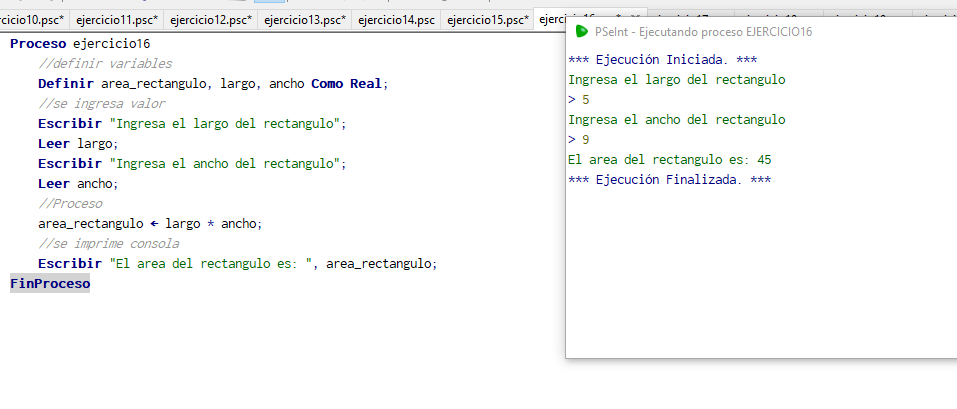 cicio10.psc* ejercicio11.psc* ejercicio12.psc* ejercicio13.psc* ejercicio14.psc ejercicio15.psc*
Proceso ejercicio16
//definir variables
Definir area_rectangulo, largo, ancho Como Real;
//se ingresa valor
Escribir "Ingresa el largo del rectangulo";
Leer largo;
Escribir "Ingresa el ancho del rectangulo";
Leer ancho;
//Proceso
area_rectangulo ← largo * ancho;
//se imprime consola
Escribir "El area del rectangulo es: ", area_rectangulo;
FinProceso
PSeInt - Ejecutando proceso EJERCICIO16
*** Ejecución Iniciada. ***
Ingresa el largo del rectangulo
> 5
Ingresa el ancho del rectangulo
> 9
El area del rectangulo es: 45
*** Ejecución Finalizada. ***